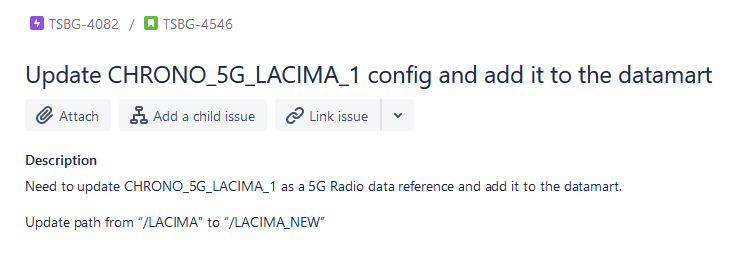 TSBG-4082 / TSBG-4546
Update CHRONO_5G_LACIMA_1 config and add it to the datamart
Attach Add a child issue Link issue
Description
Need to update CHRONO_5G_LACIMA_1 as a 5G Radio data reference and add it to the datamart.
Update path from “/LACIMA” to “/LACIMA_NEW”